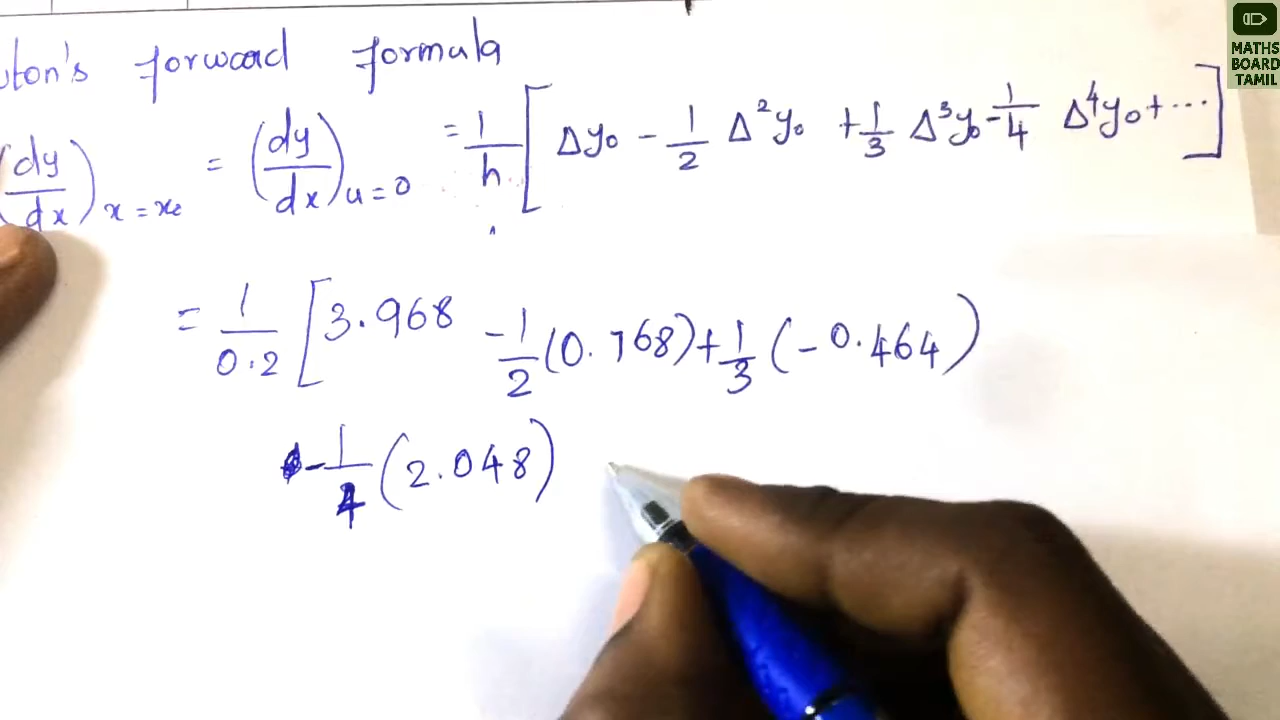 MATHS
BOARD
TAMIL
forward formula
(dy/dx)x = x0 = (dy/dx)u = 0 = 1/h [ Δy0 - 1/2 Δ²y0 + 1/3 Δ³y0 - 1/4 Δ⁴y0 + ... ]
= 1/0.2 [ 3.968 - 1/2 (0.768) + 1/3 (-0.464)
- 1/4 (2.048)